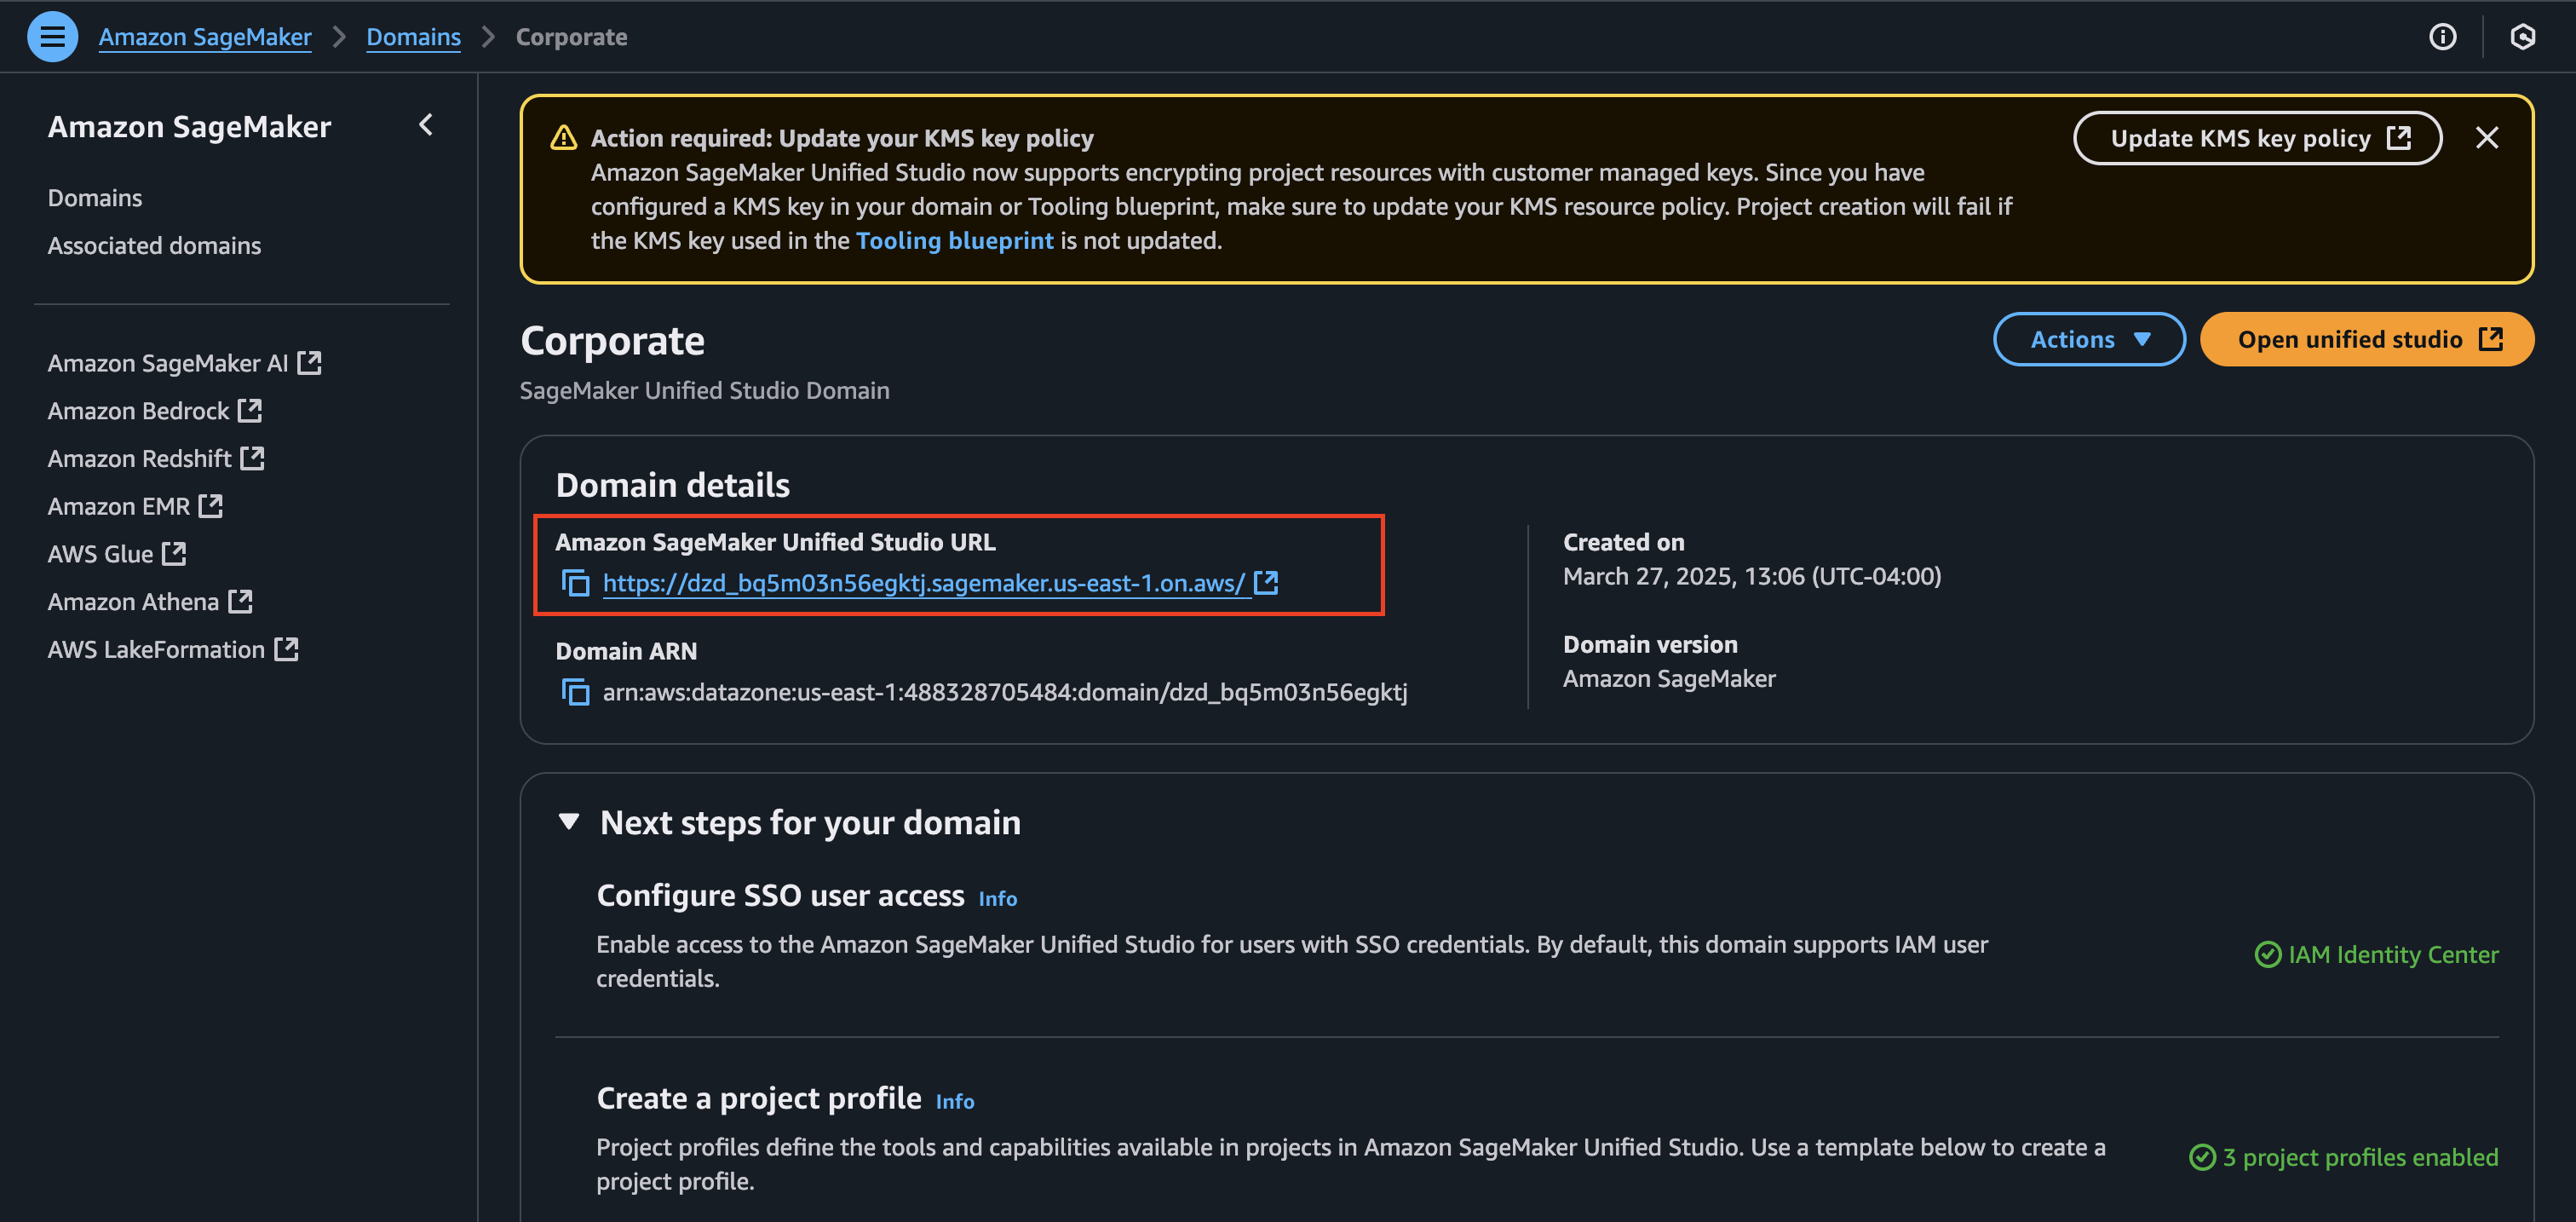 Amazon SageMaker > Domains > Corporate
Amazon SageMaker
Domains
Associated domains
Amazon SageMaker AI
Amazon Bedrock
Amazon Redshift
Amazon EMR
AWS Glue
Amazon Athena
AWS LakeFormation
Action required: Update your KMS key policy
Update KMS key policy
Amazon SageMaker Unified Studio now supports encrypting project resources with customer managed keys. Since you have
configured a KMS key in your domain or Tooling blueprint, make sure to update your KMS resource policy. Project creation will fail if
the KMS key used in the Tooling blueprint is not updated.
Corporate
Actions
Open unified studio
SageMaker Unified Studio Domain
Domain details
Amazon SageMaker Unified Studio URL
https://dzd_bq5m03n56egktj.sagemaker.us-east-1.on.aws/
Domain ARN
arn:aws:datazone:us-east-1:488328705484:domain/dzd_bq5m03n56egktj
Created on
March 27, 2025, 13:06 (UTC-04:00)
Domain version
Amazon SageMaker
Next steps for your domain
Configure SSO user access Info
Enable access to the Amazon SageMaker Unified Studio for users with SSO credentials. By default, this domain supports IAM user
credentials.
IAM Identity Center
Create a project profile Info
Project profiles define the tools and capabilities available in projects in Amazon SageMaker Unified Studio. Use a template below to create a
project profile.
3 project profiles enabled